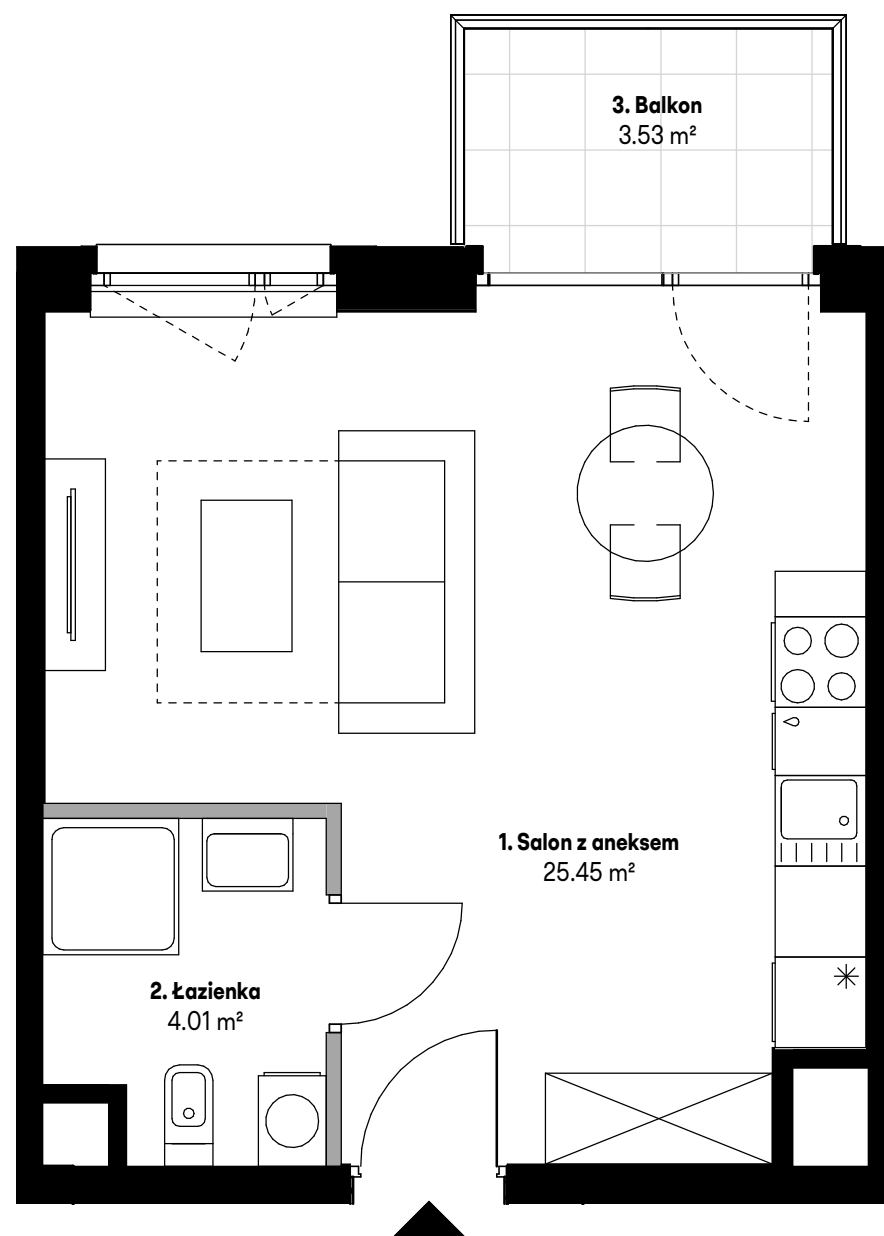 3. Balkon
3.53 m²
1. Salon z aneksem
25.45 m²
2. Łazienka
4.01 m²